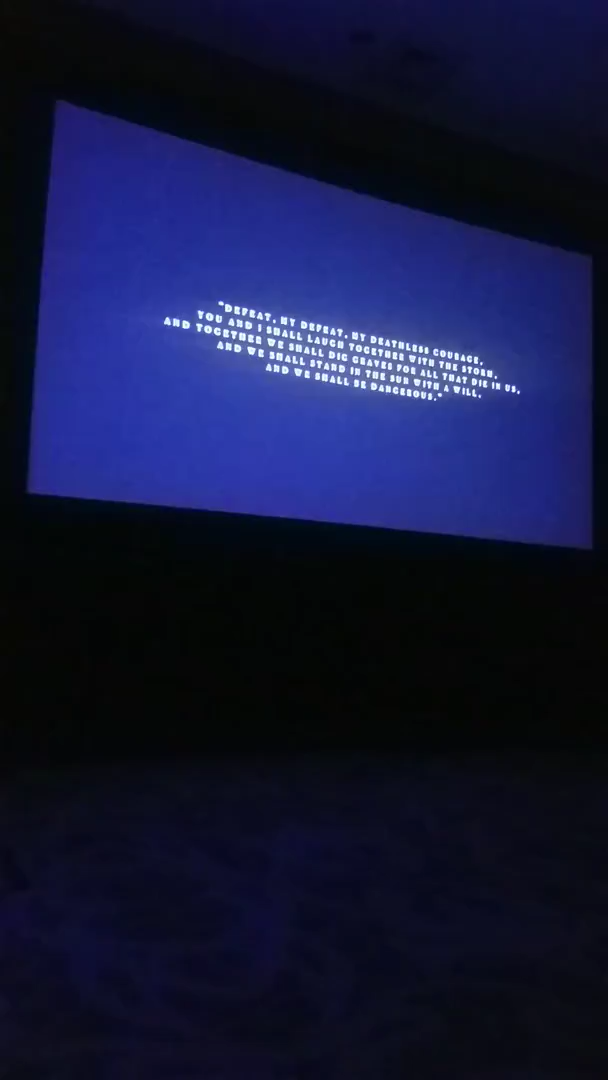 "DEFEAT, MY DEFEAT, MY DEATHLESS COURAGE,
YOU AND I SHALL LAUGH TOGETHER WITH THE STORM,
AND TOGETHER WE SHALL DIG GRAVES FOR ALL THAT DIE IN US,
AND WE SHALL STAND IN THE SUN WITH A WILL,
AND WE SHALL BE DANGEROUS."